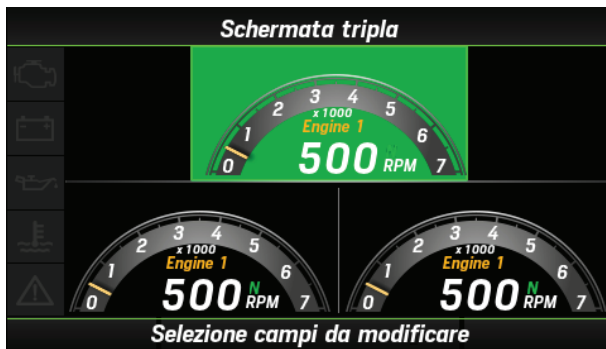 Schermata tripla
0 1 2 3 4 5 6 7
x 1000
Engine 1
N
500 RPM
0 1 2 3 4 5 6 7
x 1000
Engine 1
N
500 RPM
0 1 2 3 4 5 6 7
x 1000
Engine 1
N
500 RPM
Selezione campi da modificare